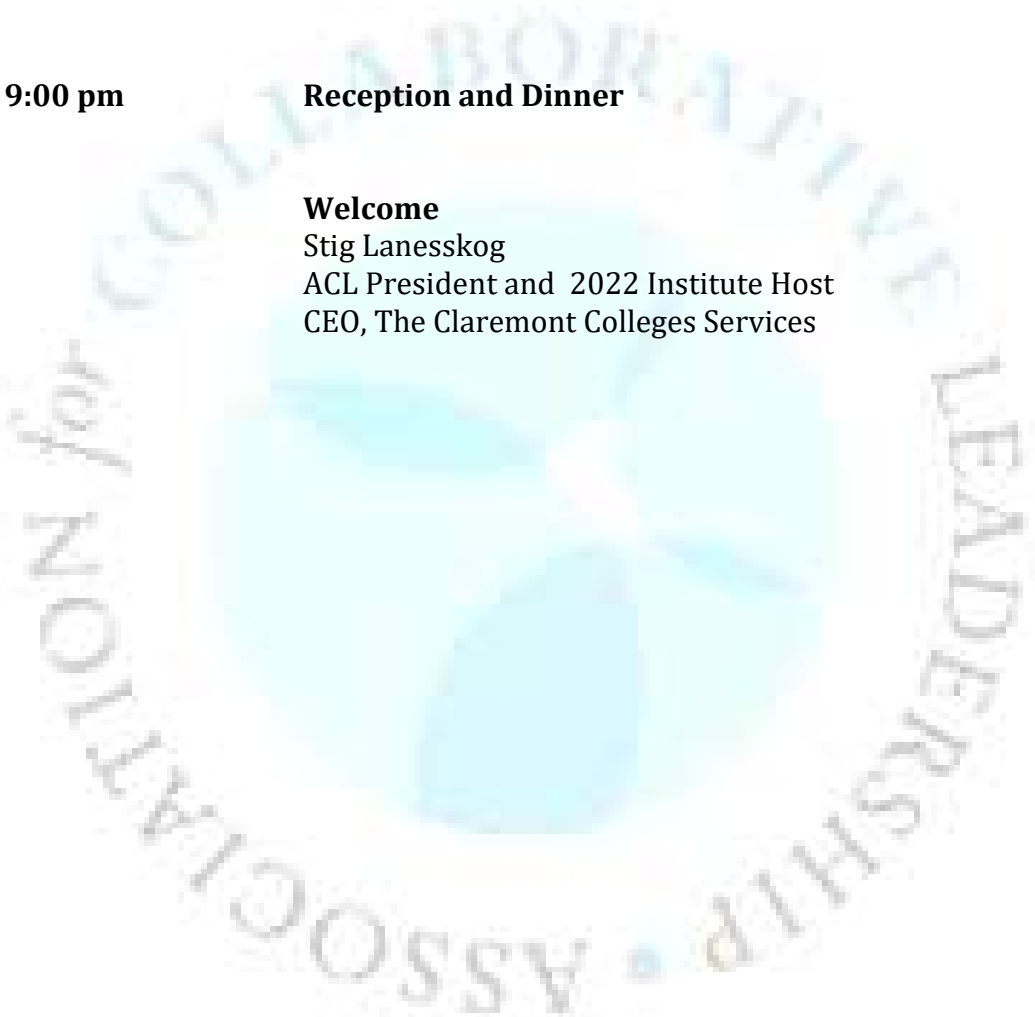 9:00 pm Reception and Dinner
Welcome
Stig Lanesskog
ACL President and  2022 Institute Host
CEO, The Claremont Colleges Services
ASSOCIATION for COLLABORATIVE LEADERSHIP